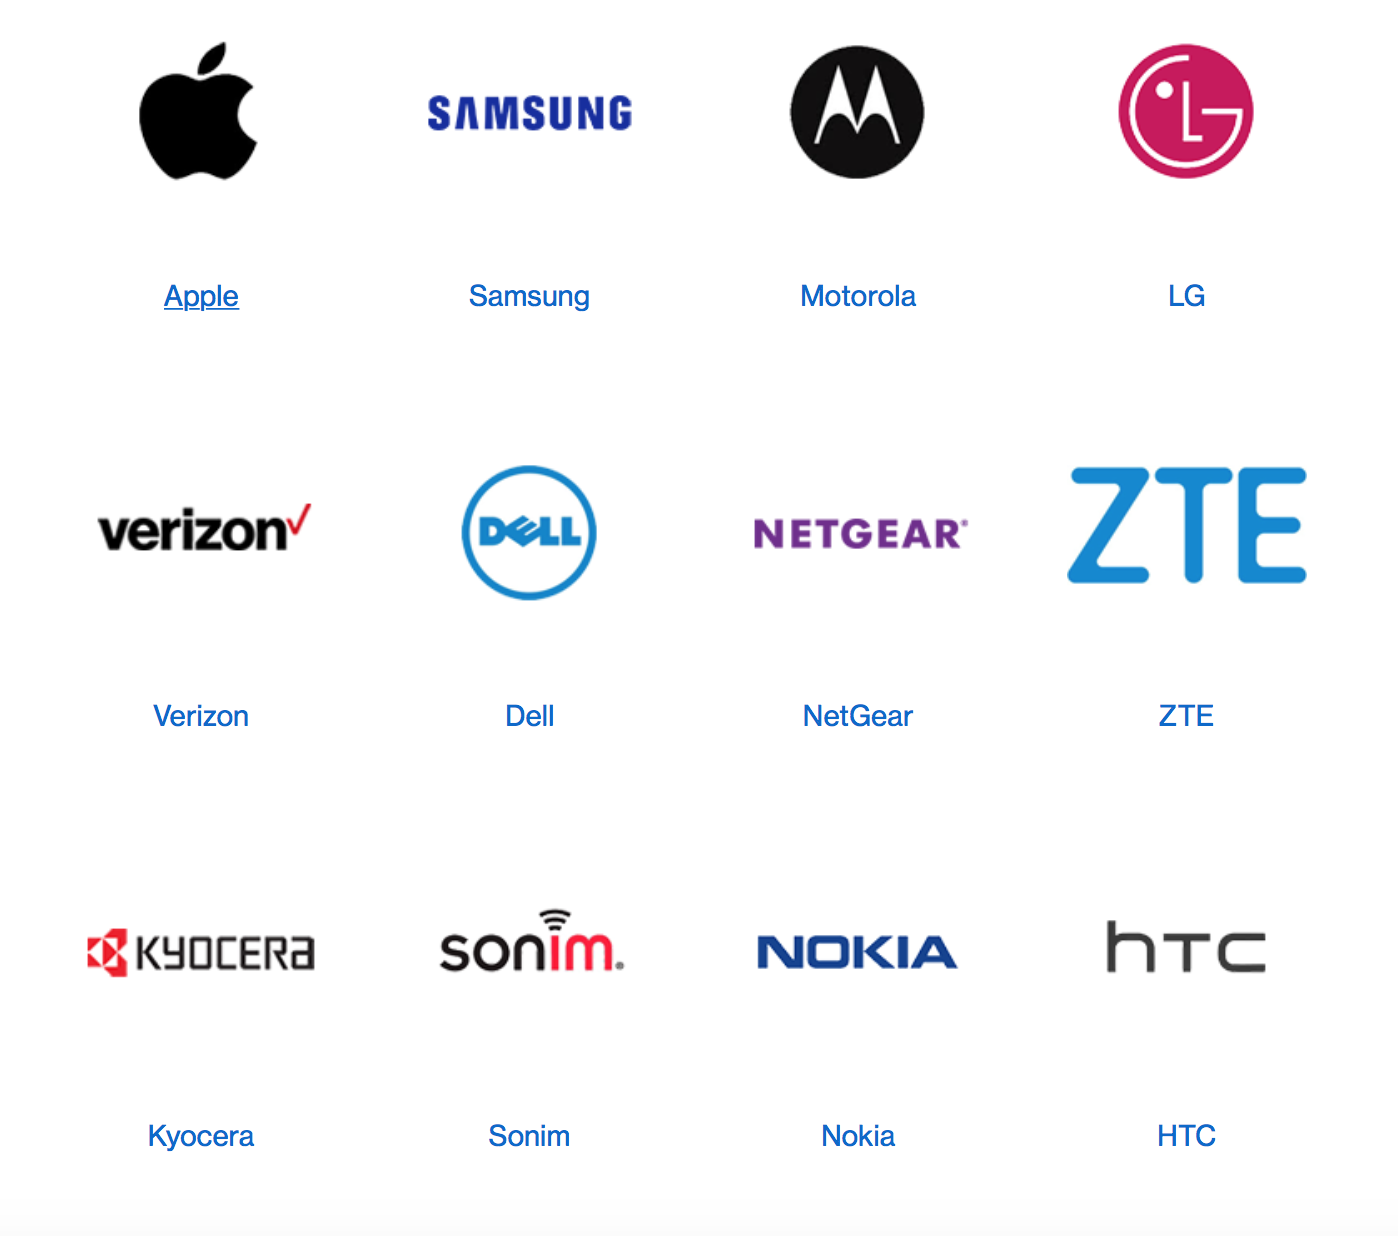 SAMSUNG
LG
Apple
Samsung
Motorola
LG
verizon
DELL
NETGEAR®
ZTE
Verizon
Dell
NetGear
ZTE
KYOCERA
sonim®
NOKIA
hTC
Kyocera
Sonim
Nokia
HTC